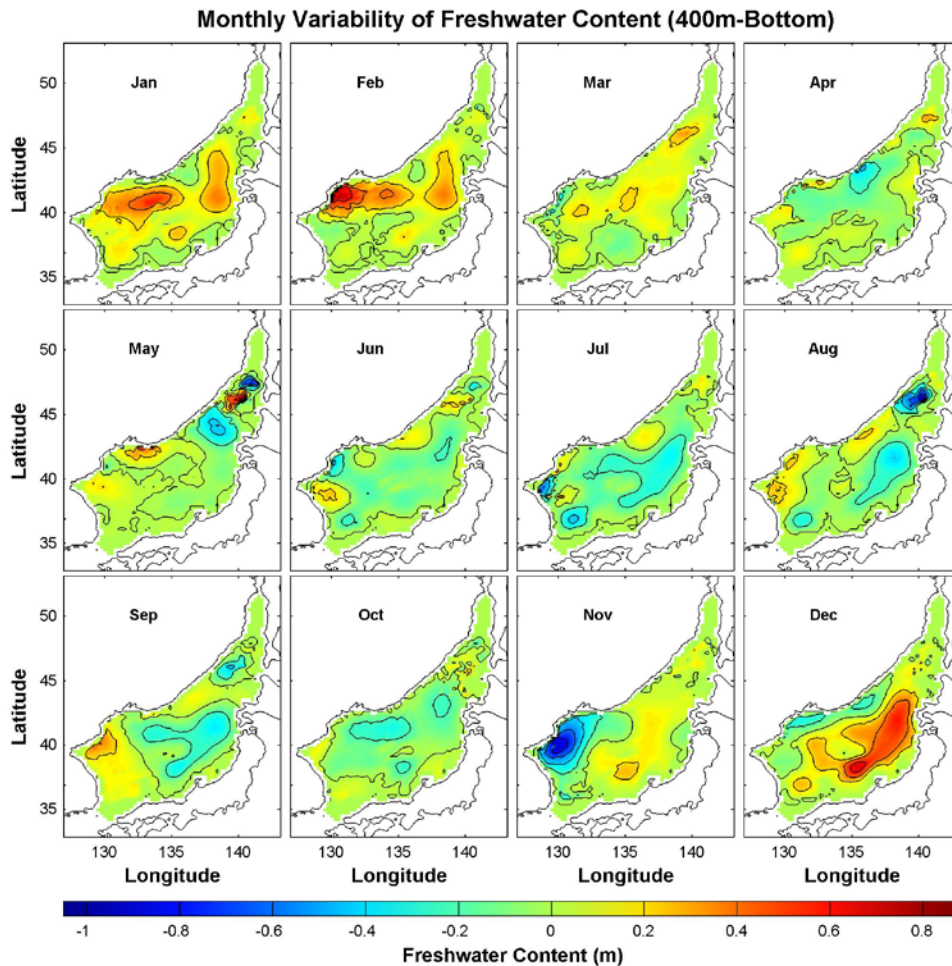 Monthly Variability of Freshwater Content (400m-Bottom)
Jan Feb Mar Apr
50
45
40
35
Latitude
May Jun Jul Aug
50
45
40
35
Latitude
Sep Oct Nov Dec
50
45
40
35
Latitude
130 135 140 130 135 140 130 135 140 130 135 140
Longitude Longitude Longitude Longitude
-1 -0.8 -0.6 -0.4 -0.2 0 0.2 0.4 0.6 0.8
Freshwater Content (m)